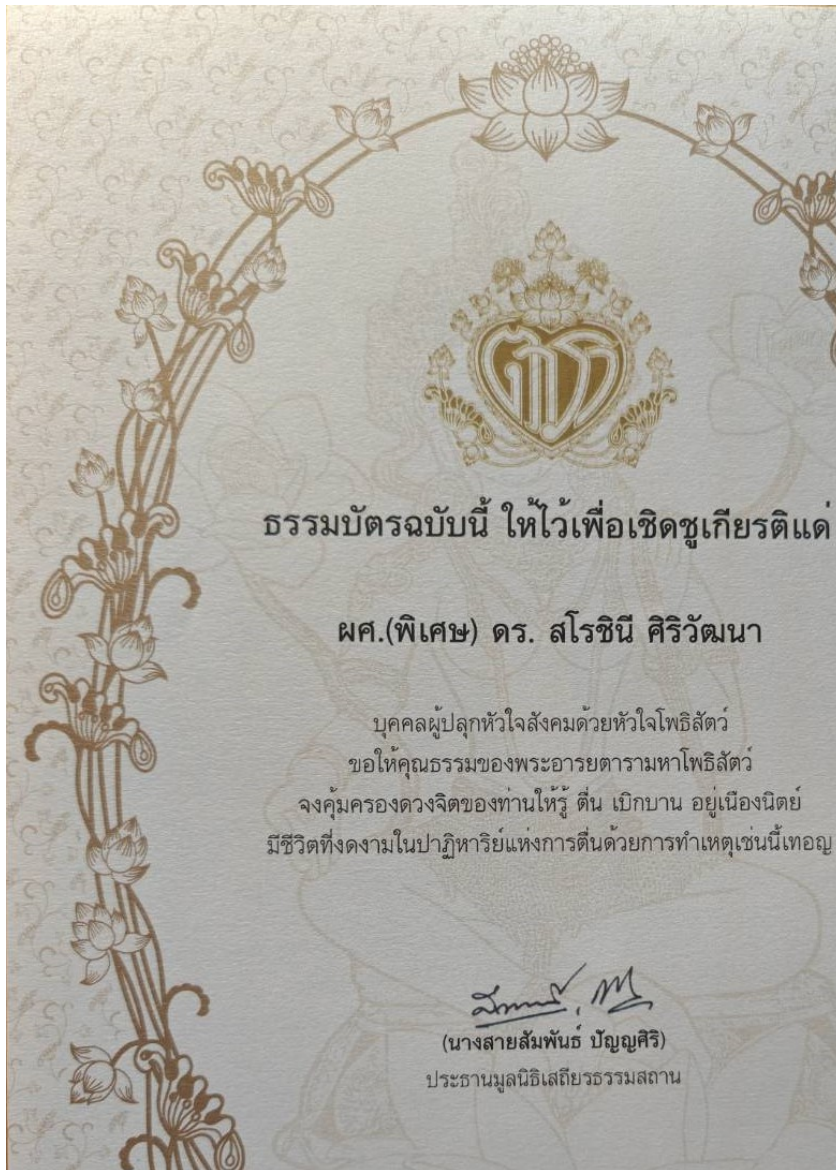 ธรรมบัตรฉบับนี้ ให้ไว้เพื่อเชิดชูเกียรติแด่
ผศ.(พิเศษ) ดร. สโรชินี ศิริวัฒนา
บุคคลผู้ปลุกหัวใจสังคมด้วยหัวใจโพธิสัตว์
ขอให้คุณธรรมของพระอารยตารามหาโพธิสัตว์
จงคุ้มครองดวงจิตของท่านให้รู้ ตื่น เบิกบาน อยู่เนืองนิตย์
มีชีวิตที่งดงามในปาฏิหาริย์แห่งการตื่นด้วยการทำเหตุเช่นนี้เทอญ
(นางสายสัมพันธ์ ปัญญศิริ)
ประธานมูลนิธิเสถียรธรรมสถาน